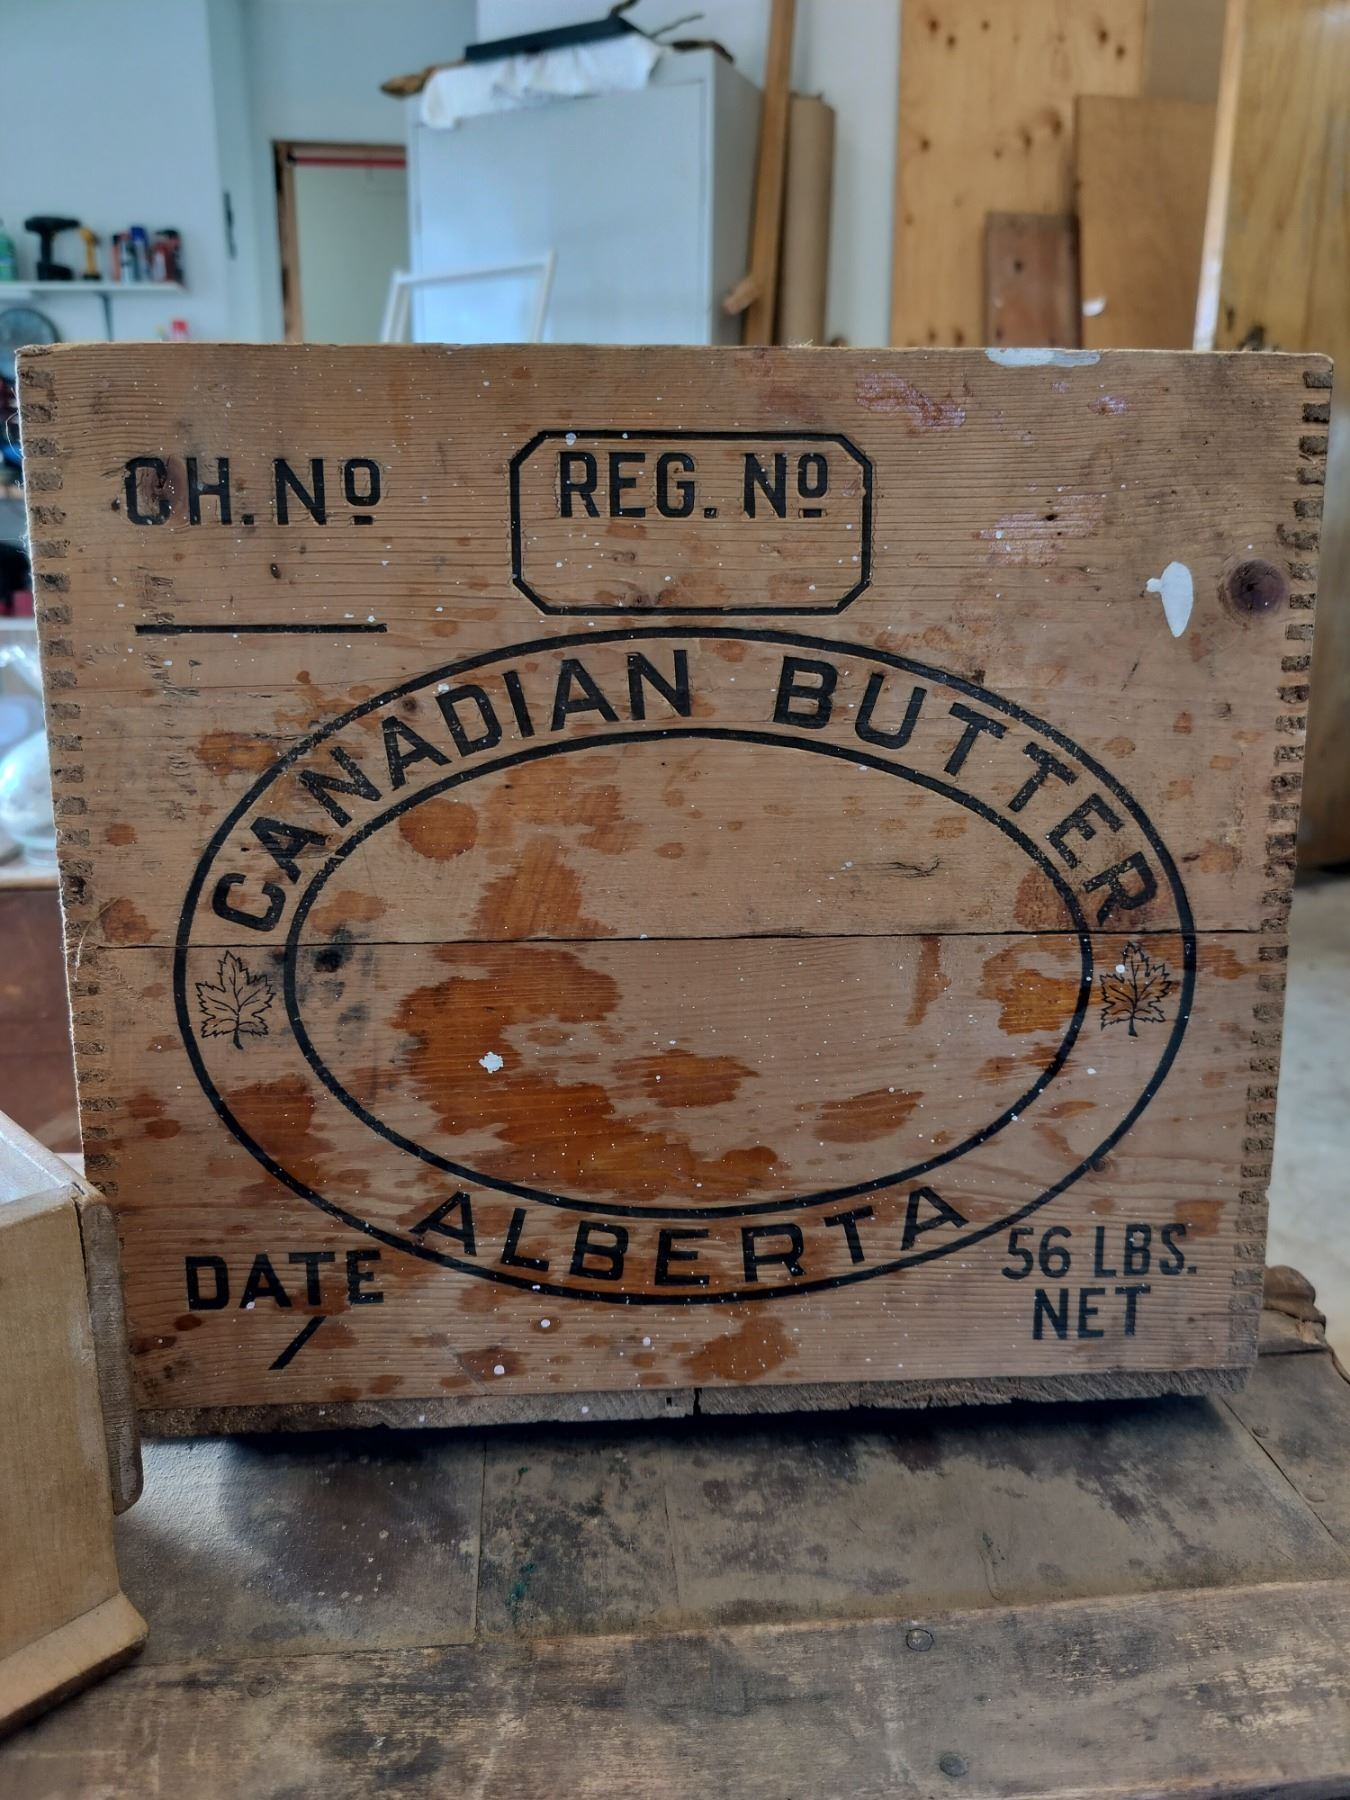 CH. Nº
REG. Nº
CANADIAN BUTTER
ALBERTA
DATE
/
56 LBS.
NET